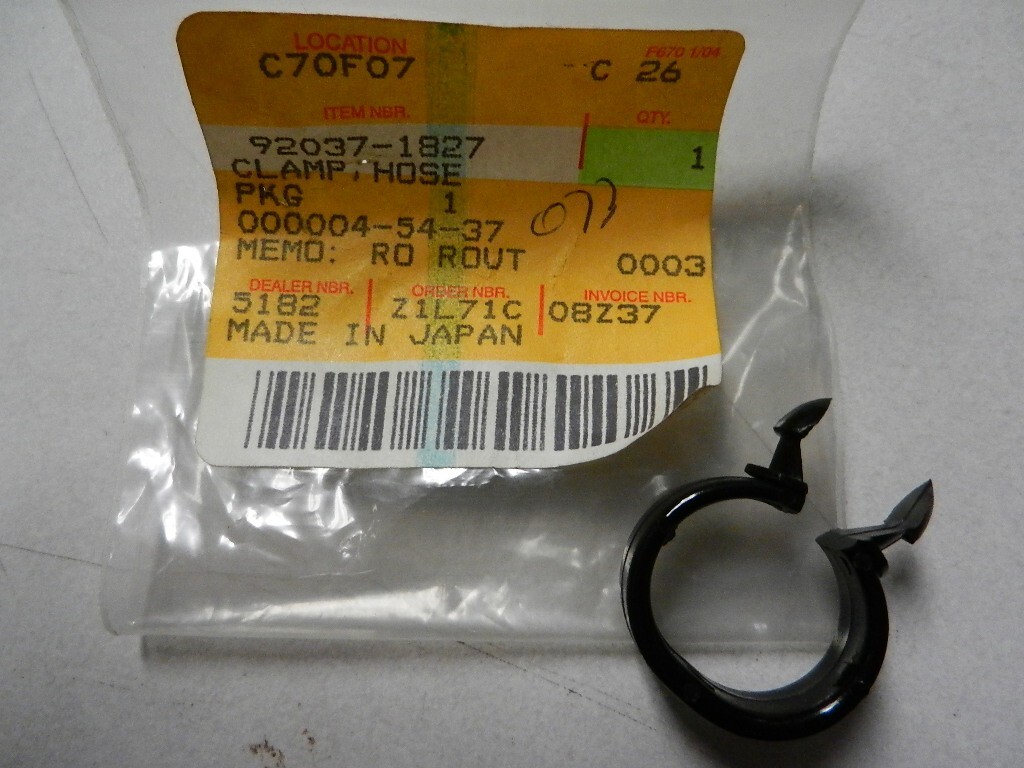 LOCATION F670 1/04
C70F07 C 26
ITEM NBR. QTY.
92037-1827 1
CLAMP, HOSE
PKG 1
000004-54-37
MEMO: RO ROUT 0003
DEALER NBR. ORDER NBR. INVOICE NBR.
5182 Z1L71C 08Z37
MADE IN JAPAN